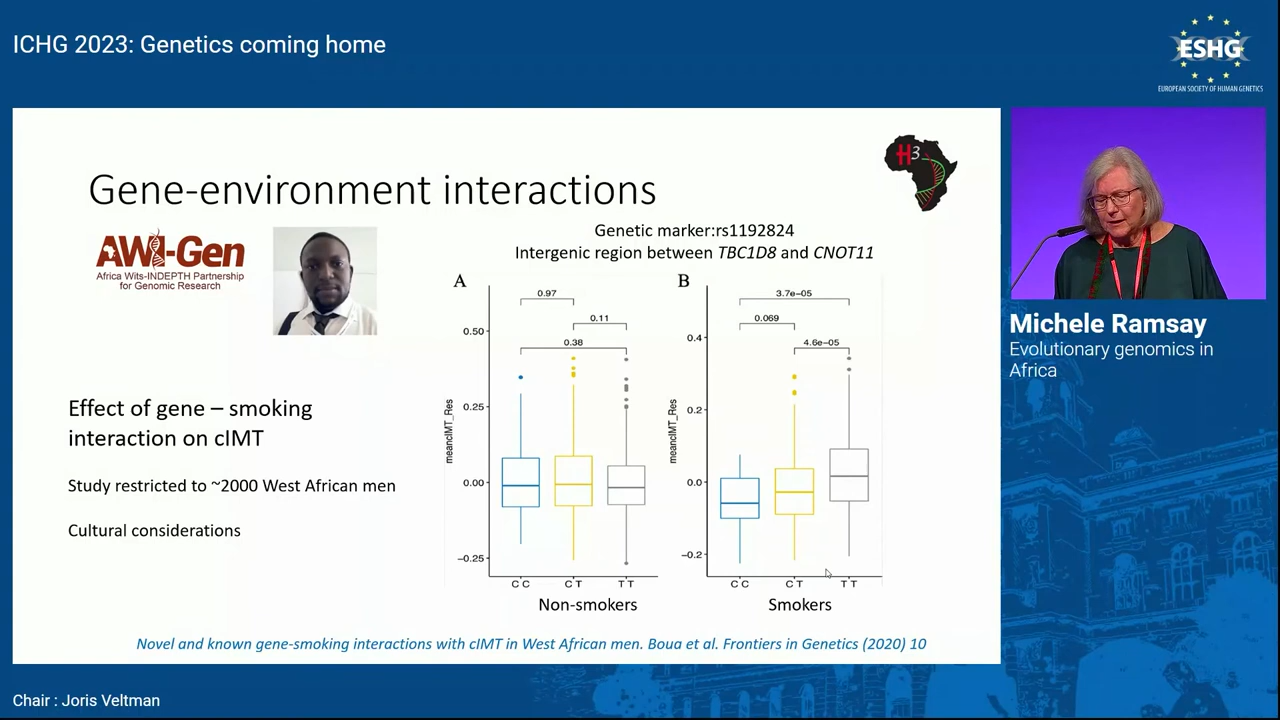 ICHG 2023: Genetics coming home
ESHG
EUROPEAN SOCIETY OF HUMAN GENETICS
H3
Gene-environment interactions
AWI-Gen
Africa Wits-INDEPTH Partnership
for Genomic Research
Genetic marker:rs1192824
Intergenic region between TBC1D8 and CNOT11
Effect of gene – smoking
interaction on cIMT
Study restricted to ~2000 West African men
Cultural considerations
A
0.97
0.11
0.38
0.50
0.25
0.00
−0.25
meancIMT_Res
C C
C T
T T
Non-smokers
B
3.7e−05
0.069
4.6e−05
0.4
0.2
0.0
−0.2
meancIMT_Res
C C
C T
T T
Smokers
Novel and known gene-smoking interactions with cIMT in West African men. Boua et al. Frontiers in Genetics (2020) 10
Michele Ramsay
Evolutionary genomics in
Africa
Chair : Joris Veltman